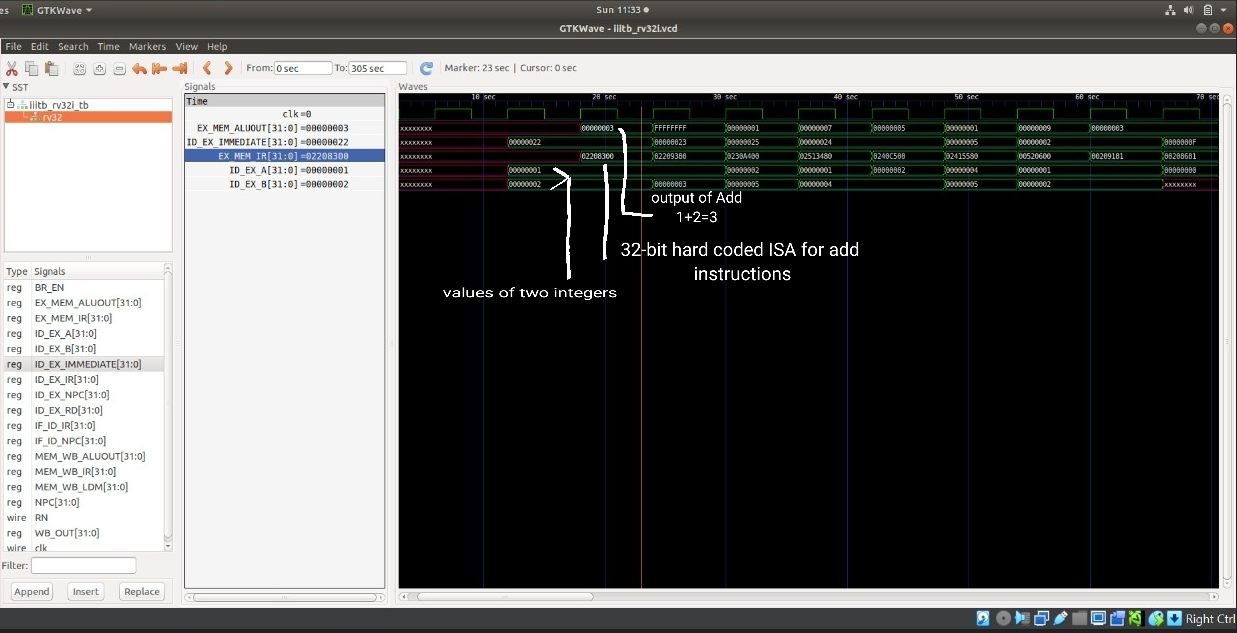 es GTKWave Sun 11:33
GTKWave - iiitb_rv32i.vcd
File Edit Search Time Markers View Help
From: 0 sec To: 305 sec Marker: 23 sec | Cursor: 0 sec
SST
iiitb_rv32i_tb
rv32
Type Signals
reg BR_EN
reg EX_MEM_ALUOUT[31:0]
reg EX_MEM_IR[31:0]
reg ID_EX_A[31:0]
reg ID_EX_B[31:0]
reg ID_EX_IMMEDIATE[31:0]
reg ID_EX_IR[31:0]
reg ID_EX_NPC[31:0]
reg ID_EX_RD[31:0]
reg IF_ID_IR[31:0]
reg IF_ID_NPC[31:0]
reg MEM_WB_ALUOUT[31:0]
reg MEM_WB_IR[31:0]
reg MEM_WB_LDM[31:0]
reg NPC[31:0]
wire RN
reg WB_OUT[31:0]
wire clk
Filter:
Append Insert Replace
Signals
Time
clk=0
EX_MEM_ALUOUT[31:0]=00000003
ID_EX_IMMEDIATE[31:0]=00000022
EX_MEM_IR[31:0]=02208300
ID_EX_A[31:0]=00000001
ID_EX_B[31:0]=00000002
Waves
10 sec 20 sec 30 sec 40 sec 50 sec 60 sec 70 sec
xxxxxxxx 00000003 FFFFFFFF 00000001 00000007 00000005 00000001 00000009 00000003
xxxxxxxx 00000022 00000023 00000025 00000024 0000000F
xxxxxxxx 02208300 02209380 0230A400 02513480 0240C500 02415580 00520600 00209181 00208681
xxxxxxxx 00000001 00000002 00000001 00000002 00000004 00000001 00000000
xxxxxxxx 00000002 00000003 00000005 00000004 00000005 00000002 xxxxxxxx
output of Add
1+2=3
32-bit hard coded ISA for add
instructions
values of two integers
Right Ctrl